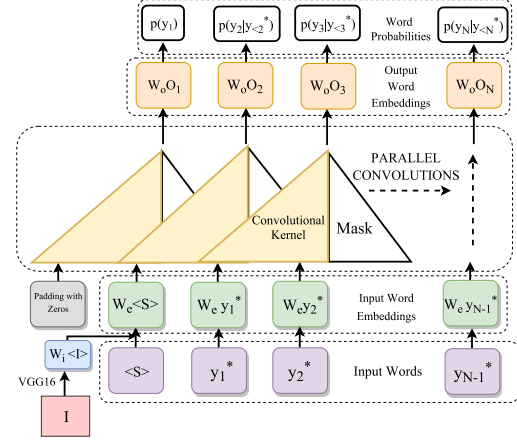 p(y1) p(y2|y<2*) p(y3|y<3*) Word Probabilities p(yN|y<N*)
WoO1 WoO2 WoO3 Output Word Embeddings WoON
PARALLEL CONVOLUTIONS
Convolutional Kernel
Mask
Padding with Zeros
We<S> We y1* Wey2* Input Word Embeddings We yN-1*
Wi <I>
<S> y1* y2* Input Words yN-1*
VGG16
I